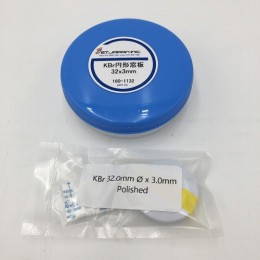 KBr円形窓板
32x3mm
160-1132
KBr 32.0mm Ø x 3.0mm
Polished